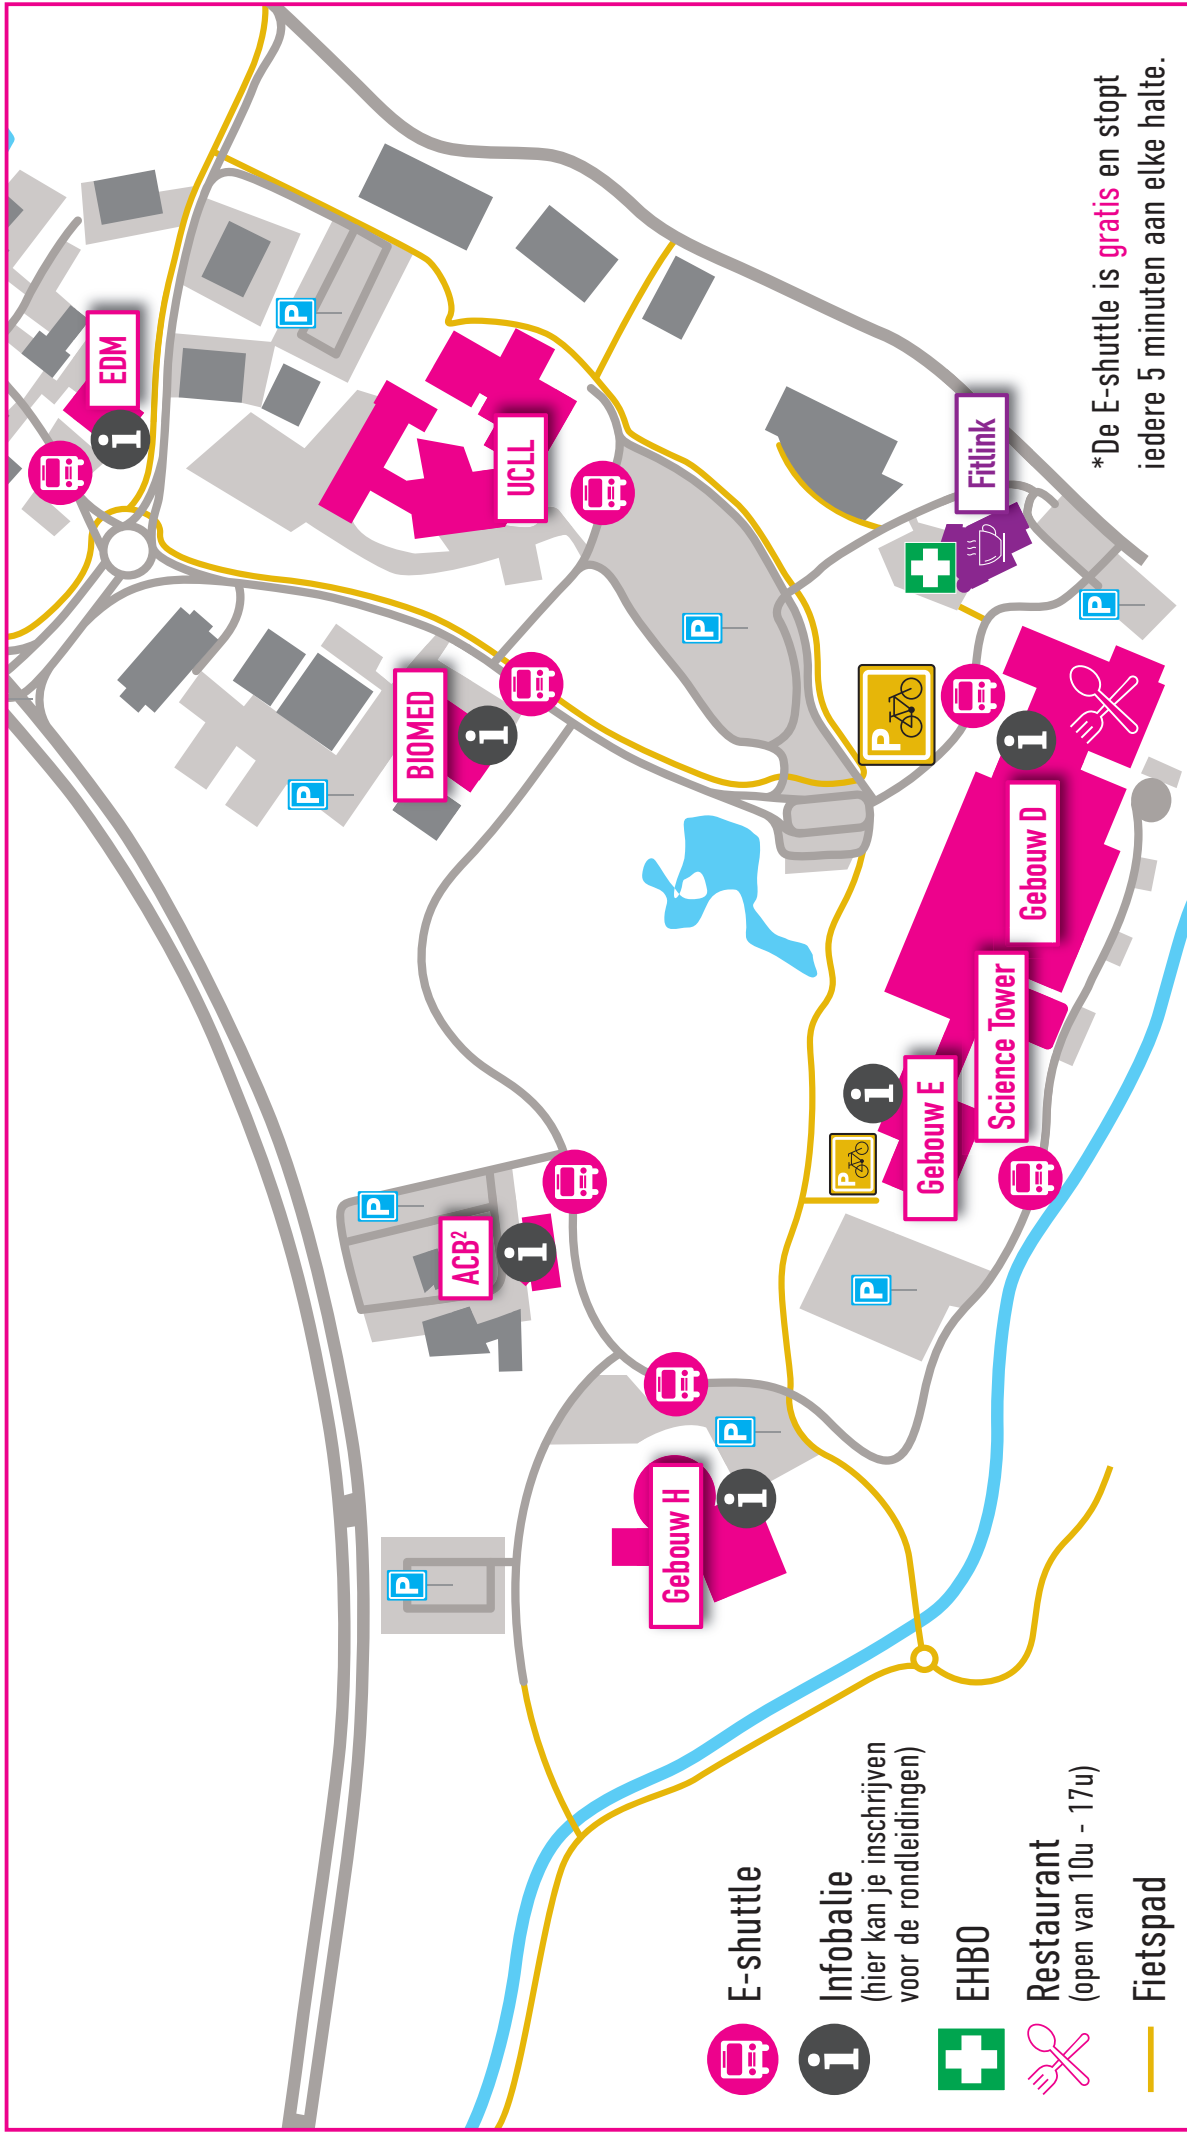 EDM
UCLL
BIOMED
Fitlink
Gebouw D
Science Tower
Gebouw E
ACB²
Gebouw H
P
P
P
P
P
P
P
P
P
P
*De E-shuttle is gratis en stopt
iedere 5 minuten aan elke halte.
E-shuttle
Infobalie
(hier kan je inschrijven
voor de rondleidingen)
EHBO
Restaurant
(open van 10u - 17u)
Fietspad